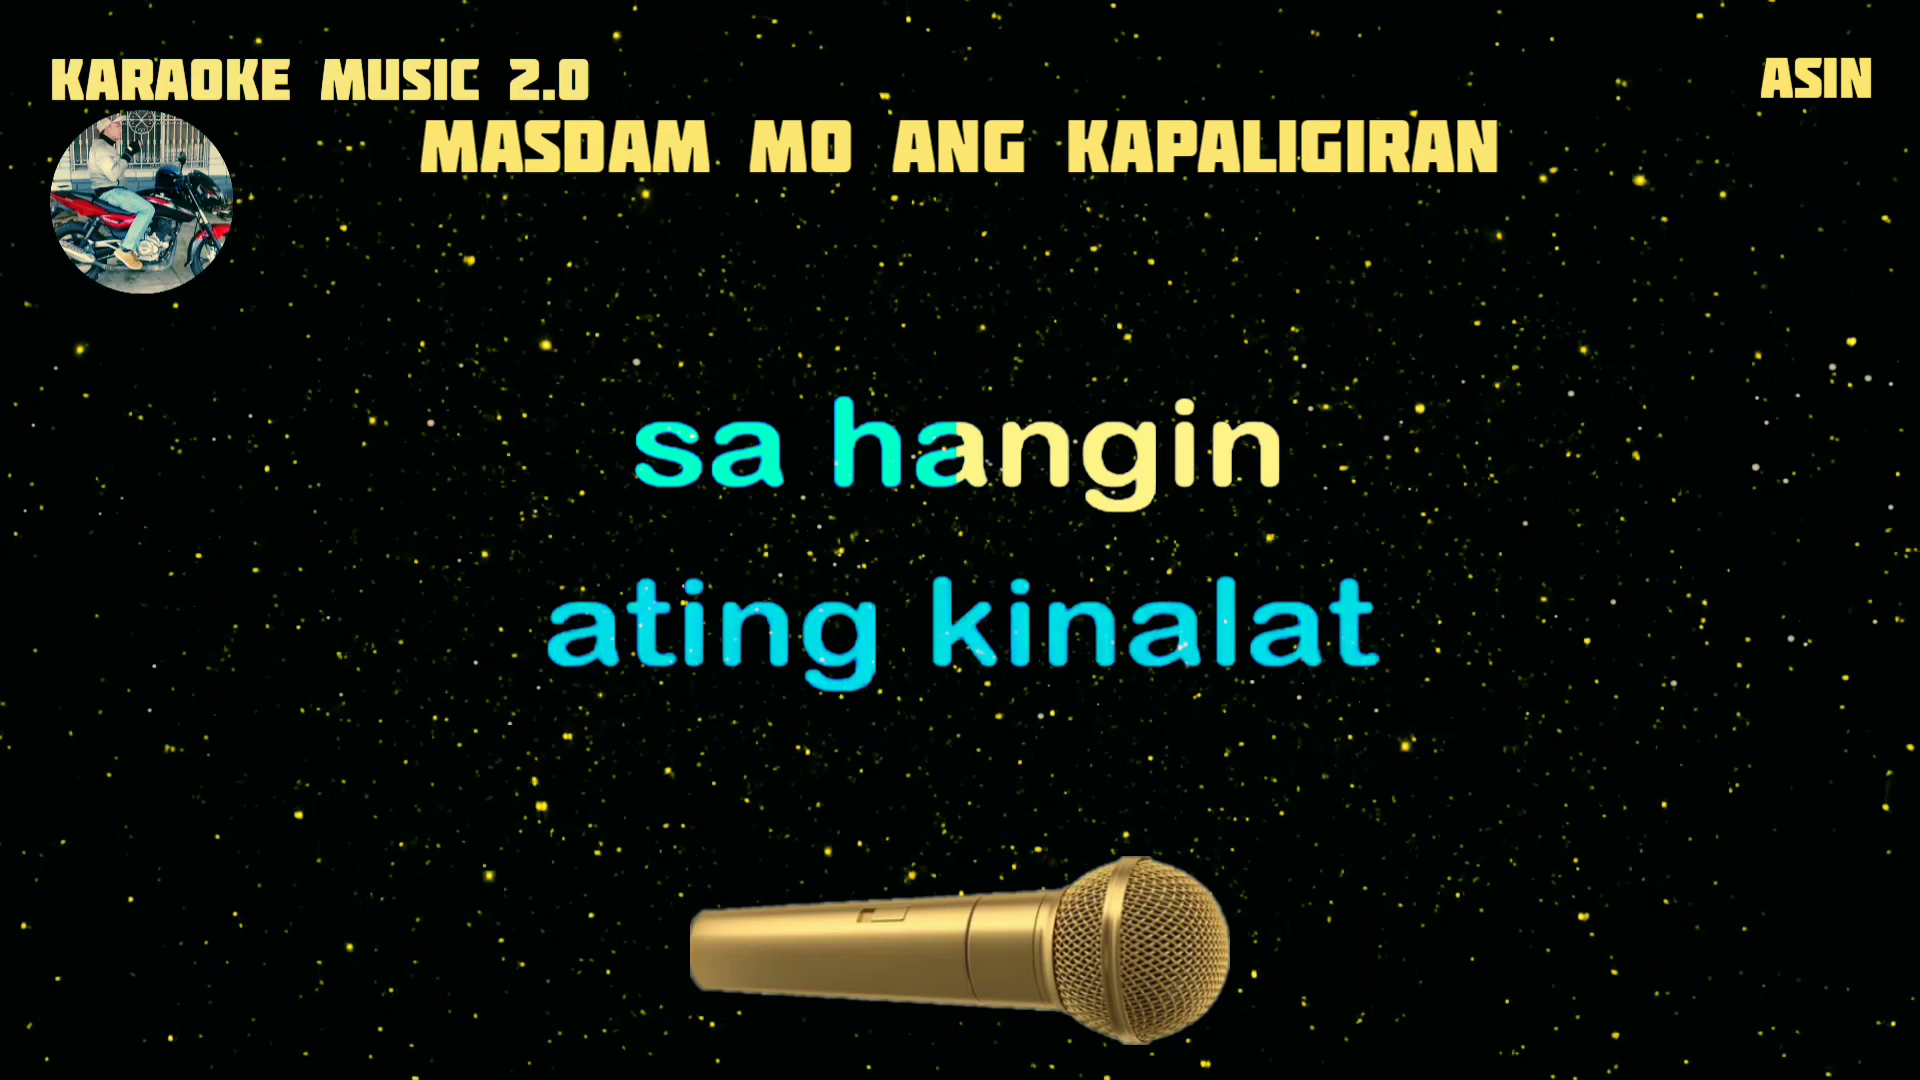 KARAOKE MUSIC 2.0
ASIN
MASDAM MO ANG KAPALIGIRAN
sa hangin
ating kinalat